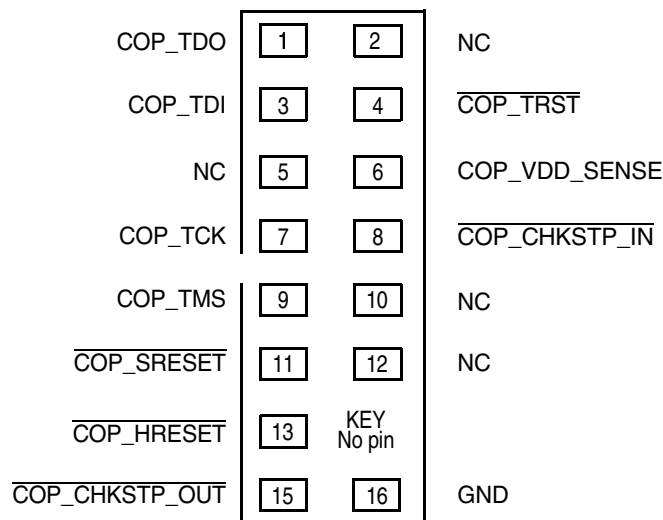 COP_TDO 1 2 NC
COP_TDI 3 4 COP_TRST
NC 5 6 COP_VDD_SENSE
COP_TCK 7 8 COP_CHKSTP_IN
COP_TMS 9 10 NC
COP_SRESET 11 12 NC
COP_HRESET 13 KEY
No pin
COP_CHKSTP_OUT 15 16 GND